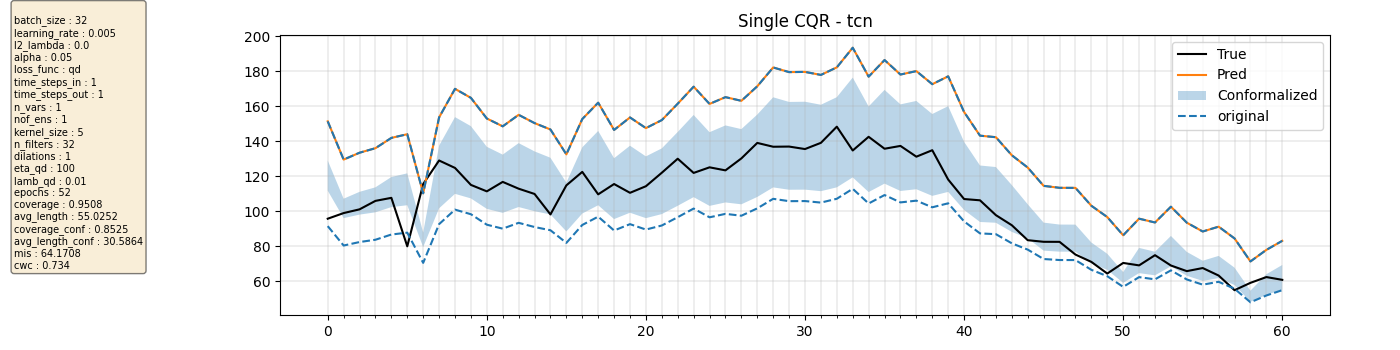 batch_size : 32
learning_rate : 0.005
l2_lambda : 0.0
alpha : 0.05
loss_func : qd
time_steps_in : 1
time_steps_out : 1
n_vars : 1
nof_ens : 1
kernel_size : 5
n_filters : 32
dilations : 1
eta_qd : 100
lamb_qd : 0.01
epochs : 52
coverage : 0.9508
avg_length : 55.0252
coverage_conf : 0.8525
avg_length_conf : 30.5864
mis : 64.1708
cwc : 0.734
Single CQR - tcn
200
180
160
140
120
100
80
60
True
Pred
Conformalized
original
0 10 20 30 40 50 60